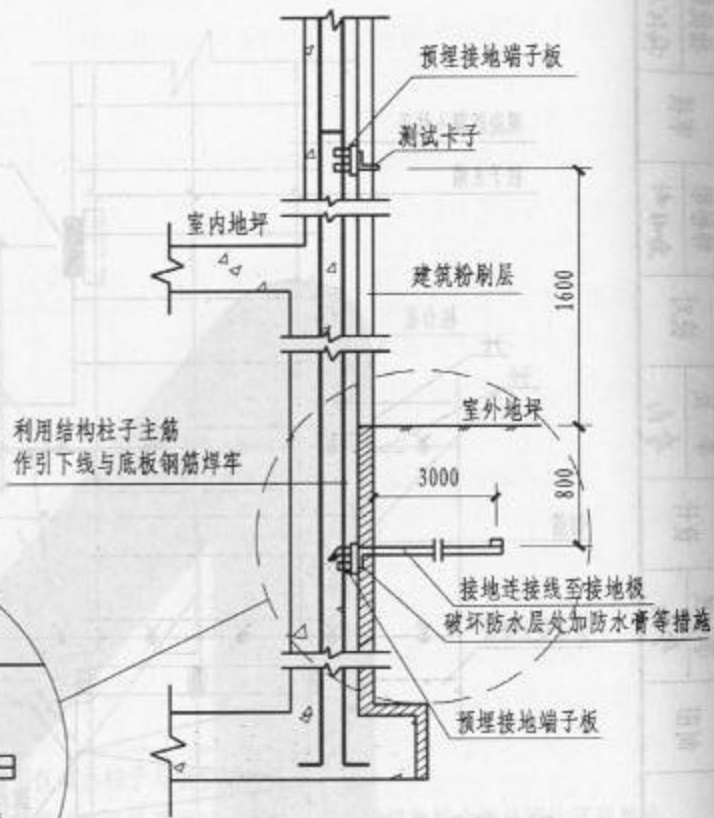 预埋接地端子板
测试卡子
室内地坪
建筑粉刷层
1600
室外地坪
利用结构柱子主筋
作引下线与底板钢筋焊牢
3000
800
接地连接线至接地极
破坏防水层处加防水膏等措施
预埋接地端子板